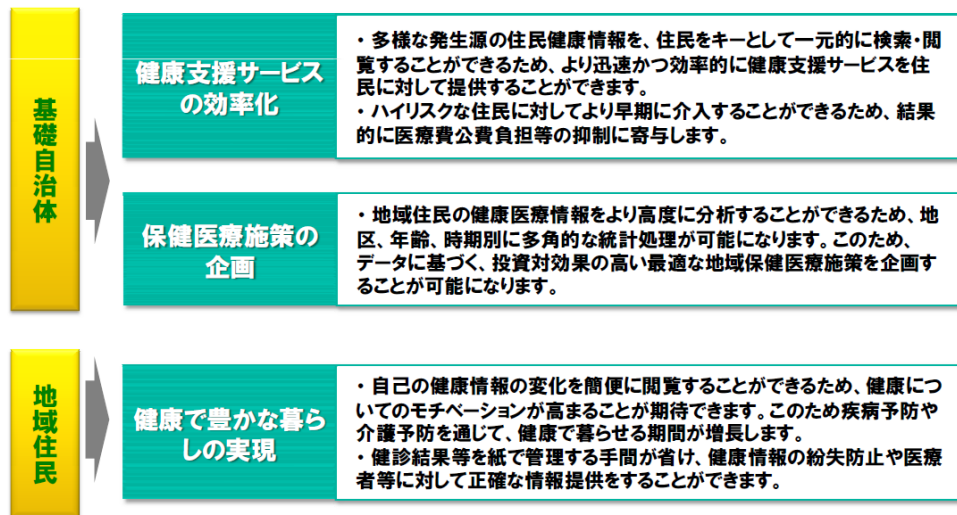 基礎自治体
健康支援サービス
の効率化
・多様な発生源の住民健康情報を、住民をキーとして一元的に検索・閲
覧することができるため、より迅速かつ効率的に健康支援サービスを住
民に対して提供することができます。
・ハイリスクな住民に対してより早期に介入することができるため、結果
的に医療費公費負担等の抑制に寄与します。
保健医療施策の
企画
・地域住民の健康医療情報をより高度に分析することができるため、地
区、年齢、時期別に多角的な統計処理が可能になります。このため、
データに基づく、投資対効果の高い最適な地域保健医療施策を企画す
ることが可能になります。
地域住民
健康で豊かな暮ら
しの実現
・自己の健康情報の変化を簡便に閲覧することができるため、健康につ
いてのモチベーションが高まることが期待できます。このため疾病予防や
介護予防を通じて、健康で暮らせる期間が増長します。
・健診結果等を紙で管理する手間が省け、健康情報の紛失防止や医療
者等に対して正確な情報提供をすることができます。